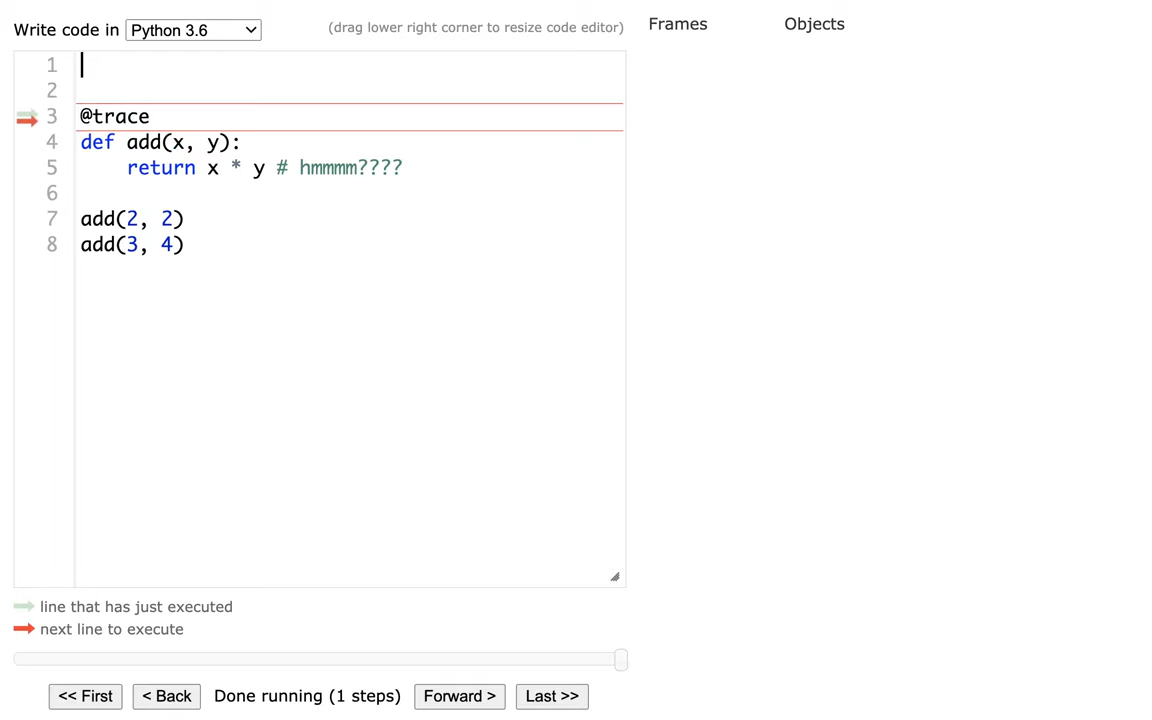 Write code in Python 3.6 (drag lower right corner to resize code editor) Frames Objects
1
2
3 @trace
4 def add(x, y):
5 return x * y # hmmmm????
6
7 add(2, 2)
8 add(3, 4)
line that has just executed
next line to execute
<< First < Back Done running (1 steps) Forward > Last >>